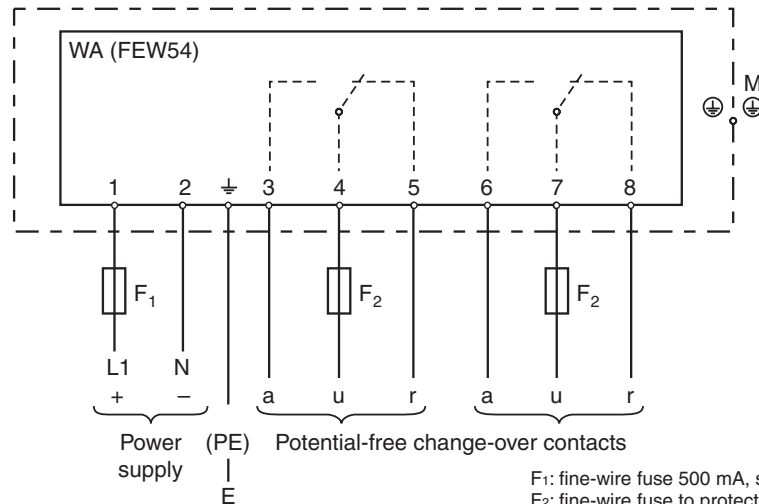 WA (FEW54)
M
1 2 3 4 5 6 7 8
F1 F2 F2
L1 N a u r a u r
+ –
Power supply
(PE)
Potential-free change-over contacts
E
F1: fine-wire fuse 500 mA,
F2: fine-wire fuse to